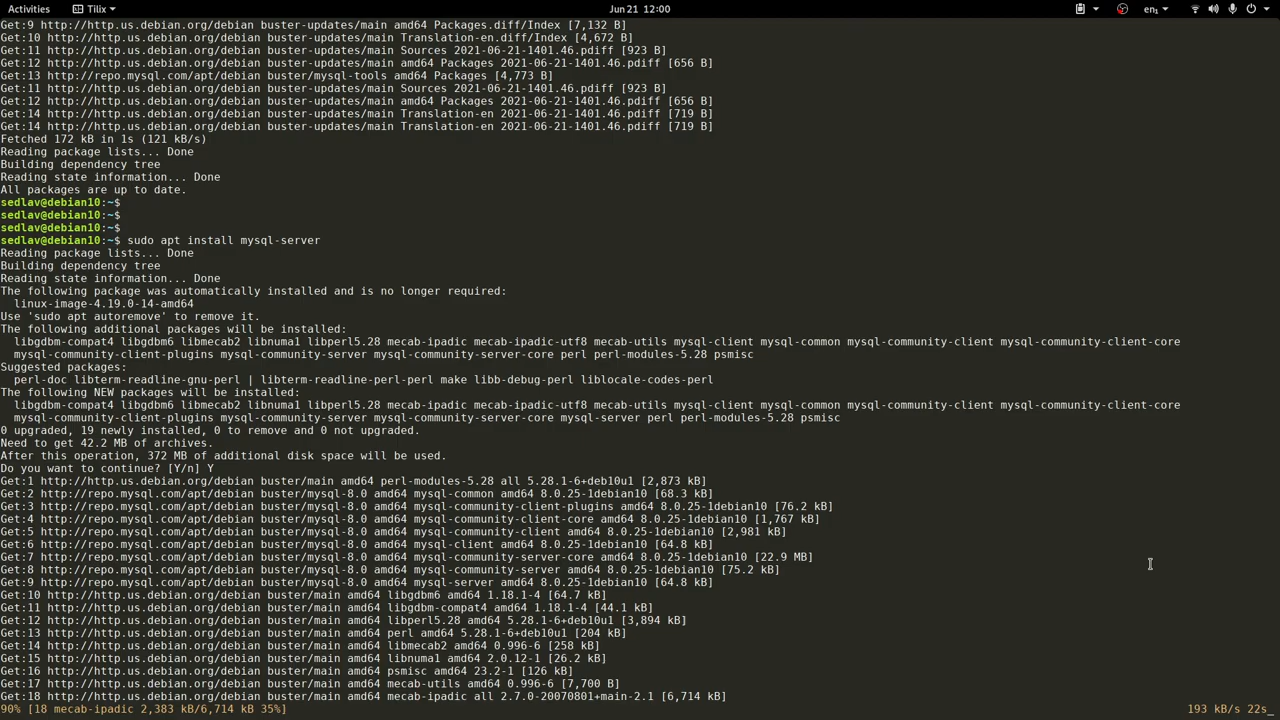 Activities Tilix Jun 21 12:00 en₁
Get:9 http://http.us.debian.org/debian buster-updates/main amd64 Packages.diff/Index [7,132 B]
Get:10 http://http.us.debian.org/debian buster-updates/main Translation-en.diff/Index [4,672 B]
Get:11 http://http.us.debian.org/debian buster-updates/main Sources 2021-06-21-1401.46.pdiff [923 B]
Get:12 http://http.us.debian.org/debian buster-updates/main amd64 Packages 2021-06-21-1401.46.pdiff [656 B]
Get:13 http://repo.mysql.com/apt/debian buster/mysql-tools amd64 Packages [4,773 B]
Get:11 http://http.us.debian.org/debian buster-updates/main Sources 2021-06-21-1401.46.pdiff [923 B]
Get:12 http://http.us.debian.org/debian buster-updates/main amd64 Packages 2021-06-21-1401.46.pdiff [656 B]
Get:14 http://http.us.debian.org/debian buster-updates/main Translation-en 2021-06-21-1401.46.pdiff [719 B]
Get:14 http://http.us.debian.org/debian buster-updates/main Translation-en 2021-06-21-1401.46.pdiff [719 B]
Fetched 172 kB in 1s (121 kB/s)
Reading package lists... Done
Building dependency tree
Reading state information... Done
All packages are up to date.
sedlav@debian10:~$
sedlav@debian10:~$
sedlav@debian10:~$
sedlav@debian10:~$ sudo apt install mysql-server
Reading package lists... Done
Building dependency tree
Reading state information... Done
The following package was automatically installed and is no longer required:
  linux-image-4.19.0-14-amd64
Use 'sudo apt autoremove' to remove it.
The following additional packages will be installed:
  libgdbm-compat4 libgdbm6 libmecab2 libnuma1 libperl5.28 mecab-ipadic mecab-ipadic-utf8 mecab-utils mysql-client mysql-common mysql-community-client mysql-community-client-core
  mysql-community-client-plugins mysql-community-server mysql-community-server-core perl perl-modules-5.28 psmisc
Suggested packages:
  perl-doc libterm-readline-gnu-perl | libterm-readline-perl-perl make libb-debug-perl liblocale-codes-perl
The following NEW packages will be installed:
  libgdbm-compat4 libgdbm6 libmecab2 libnuma1 libperl5.28 mecab-ipadic mecab-ipadic-utf8 mecab-utils mysql-client mysql-common mysql-community-client mysql-community-client-core
  mysql-community-client-plugins mysql-community-server mysql-community-server-core mysql-server perl perl-modules-5.28 psmisc
0 upgraded, 19 newly installed, 0 to remove and 0 not upgraded.
Need to get 42.2 MB of archives.
After this operation, 372 MB of additional disk space will be used.
Do you want to continue? [Y/n] Y
Get:1 http://http.us.debian.org/debian buster/main amd64 perl-modules-5.28 all 5.28.1-6+deb10u1 [2,873 kB]
Get:2 http://repo.mysql.com/apt/debian buster/mysql-8.0 amd64 mysql-common amd64 8.0.25-1debian10 [68.3 kB]
Get:3 http://repo.mysql.com/apt/debian buster/mysql-8.0 amd64 mysql-community-client-plugins amd64 8.0.25-1debian10 [76.2 kB]
Get:4 http://repo.mysql.com/apt/debian buster/mysql-8.0 amd64 mysql-community-client-core amd64 8.0.25-1debian10 [1,767 kB]
Get:5 http://repo.mysql.com/apt/debian buster/mysql-8.0 amd64 mysql-community-client amd64 8.0.25-1debian10 [2,981 kB]
Get:6 http://repo.mysql.com/apt/debian buster/mysql-8.0 amd64 mysql-client amd64 8.0.25-1debian10 [64.8 kB]
Get:7 http://repo.mysql.com/apt/debian buster/mysql-8.0 amd64 mysql-community-server-core amd64 8.0.25-1debian10 [22.9 MB]
Get:8 http://repo.mysql.com/apt/debian buster/mysql-8.0 amd64 mysql-community-server amd64 8.0.25-1debian10 [75.2 kB]
Get:9 http://repo.mysql.com/apt/debian buster/mysql-8.0 amd64 mysql-server amd64 8.0.25-1debian10 [64.8 kB]
Get:10 http://http.us.debian.org/debian buster/main amd64 libgdbm6 amd64 1.18.1-4 [64.7 kB]
Get:11 http://http.us.debian.org/debian buster/main amd64 libgdbm-compat4 amd64 1.18.1-4 [44.1 kB]
Get:12 http://http.us.debian.org/debian buster/main amd64 libperl5.28 amd64 5.28.1-6+deb10u1 [3,894 kB]
Get:13 http://http.us.debian.org/debian buster/main amd64 perl amd64 5.28.1-6+deb10u1 [204 kB]
Get:14 http://http.us.debian.org/debian buster/main amd64 libmecab2 amd64 0.996-6 [258 kB]
Get:15 http://http.us.debian.org/debian buster/main amd64 libnuma1 amd64 2.0.12-1 [26.2 kB]
Get:16 http://http.us.debian.org/debian buster/main amd64 psmisc amd64 23.2-1 [126 kB]
Get:17 http://http.us.debian.org/debian buster/main amd64 mecab-utils amd64 0.996-6 [7,700 B]
Get:18 http://http.us.debian.org/debian buster/main amd64 mecab-ipadic all 2.7.0-20070801+main-2.1 [6,714 kB]
90% [18 mecab-ipadic 2,383 kB/6,714 kB 35%] 193 kB/s 22s